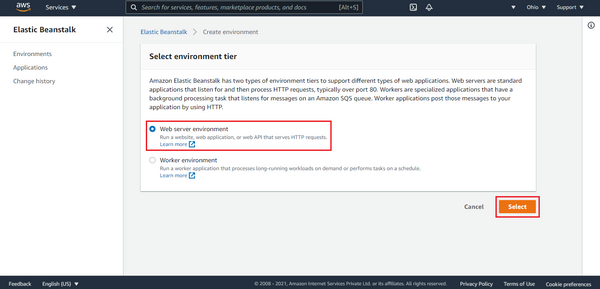 aws
Services ▼
Search for services, features, marketplace products, and docs [Alt+S]
Ohio ▼
Support ▼
Elastic Beanstalk
Environments
Applications
Change history
Elastic Beanstalk > Create environment
Select environment tier
Amazon Elastic Beanstalk has two types of environment tiers to support different types of web applications. Web servers are standard
applications that listen for and then process HTTP requests, typically over port 80. Workers are specialized applications that have a
background processing task that listens for messages on an Amazon SQS queue. Worker applications post those messages to your
application by using HTTP.
Web server environment
Run a website, web application, or web API that serves HTTP requests.
Learn more
Worker environment
Run a worker application that processes long-running workloads on demand or performs tasks on a schedule.
Learn more
Cancel
Select
Feedback
English (US) ▼
© 2008 - 2021, Amazon Internet Services Private Ltd. or its affiliates. All rights reserved.
Privacy Policy
Terms of Use
Cookie preferences